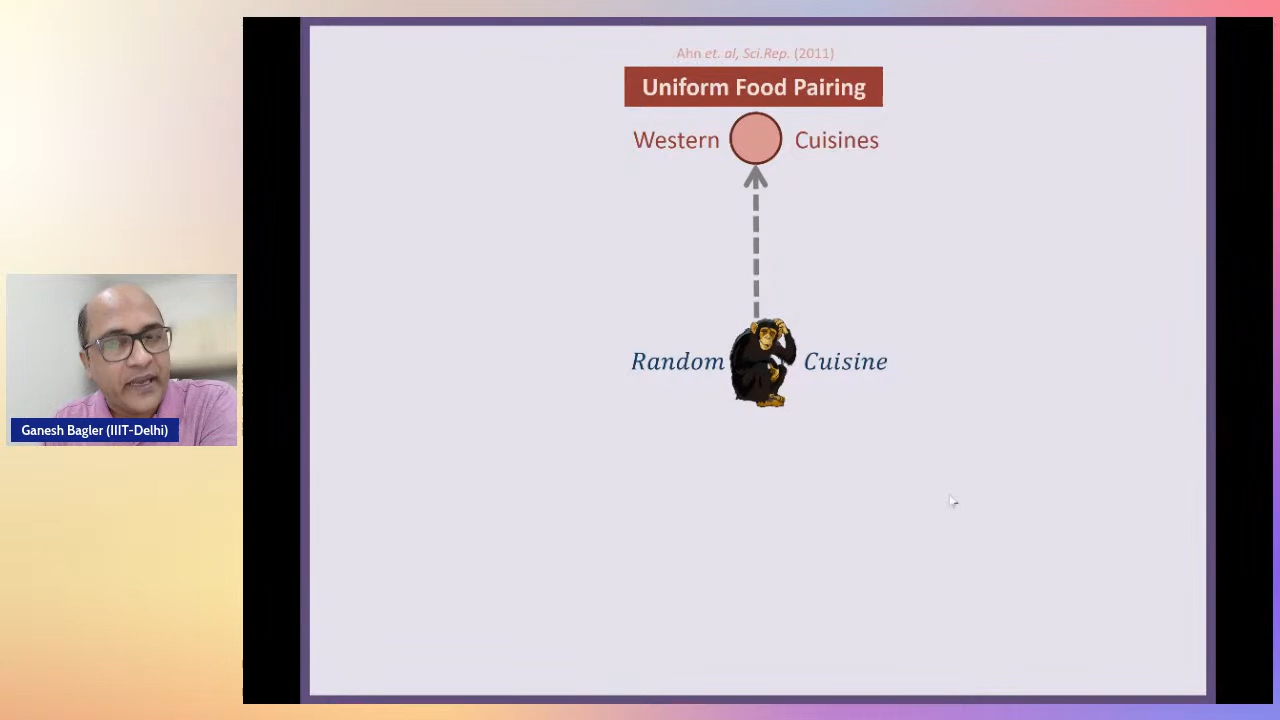 Ahn et. al, Sci.Rep. (2011)
Uniform Food Pairing
Western Cuisines
Random Cuisine
Ganesh Bagler (IIIT-Delhi)